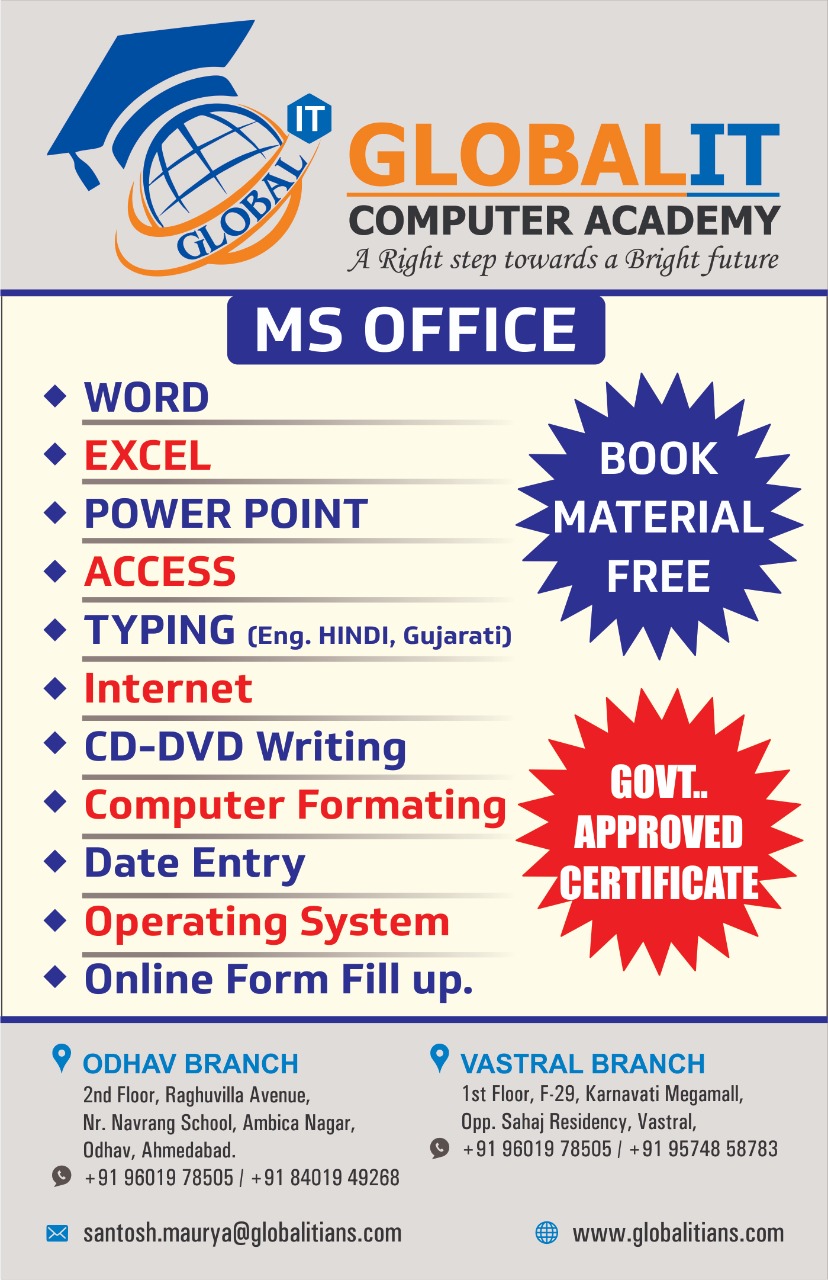 IT
GLOBAL
GLOBALIT
COMPUTER ACADEMY
A Right step towards a Bright future
MS OFFICE
WORD
EXCEL
POWER POINT
ACCESS
TYPING (Eng. HINDI, Gujarati)
Internet
CD-DVD Writing
Computer Formating
Date Entry
Operating System
Online Form Fill up.
BOOK
MATERIAL
FREE
GOVT..
APPROVED
CERTIFICATE
ODHAV BRANCH
2nd Floor, Raghuvilla Avenue,
Nr. Navrang School, Ambica Nagar,
Odhav, Ahmedabad.
+91 96019 78505 / +91 84019 49268
VASTRAL BRANCH
1st Floor, F-29, Karnavati Megamall,
Opp. Sahaj Residency, Vastral,
+91 96019 78505 / +91 95748 58783
santosh.maurya@globalitians.com
www.globalitians.com